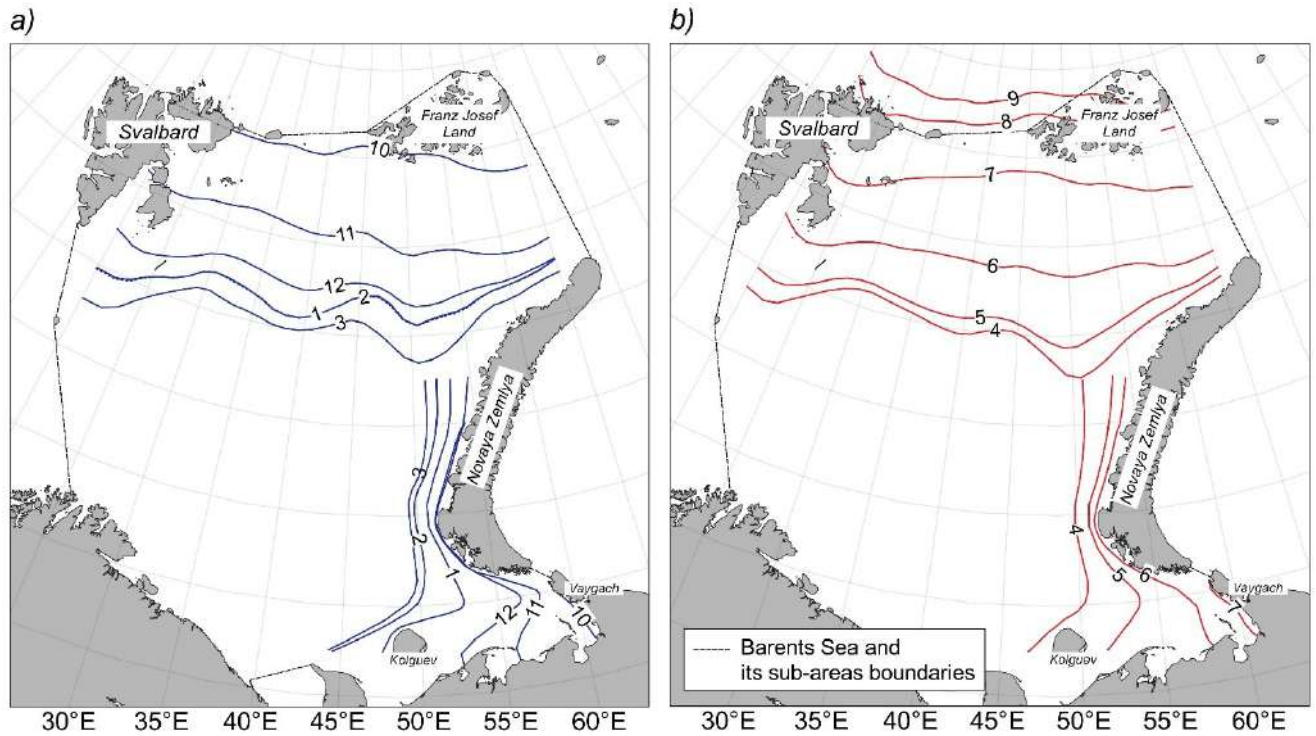 a)
Svalbard
Franz Josef
Land
10
11
12
1
2
3
Novaya Zemlya
3
2
1
12
11
10
Vaygach
Kolguev
30°E
35°E
40°E
45°E
50°E
55°E
60°E
b)
9
8
Svalbard
Franz Josef
Land
7
6
5
4
Novaya Zemlya
4
5
6
7
Vaygach
Kolguev
Barents Sea and
its sub-areas boundaries
30°E
35°E
40°E
45°E
50°E
55°E
60°E